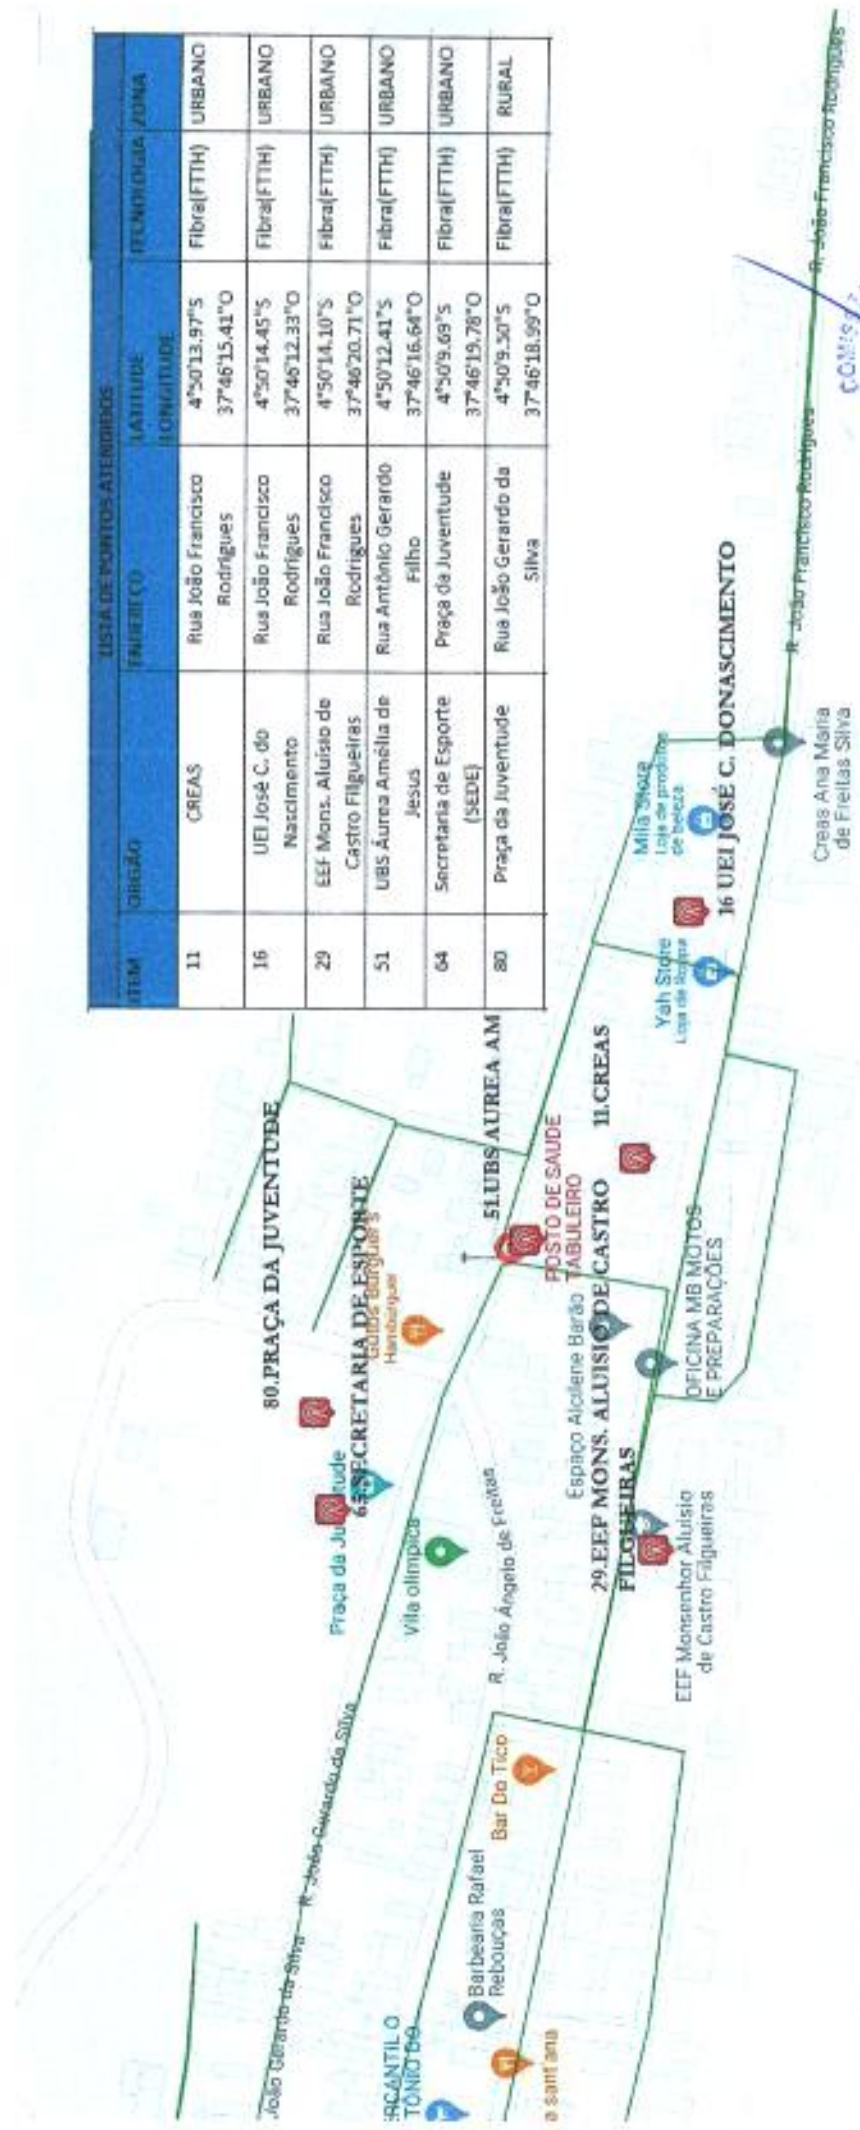 LISTA DE PONTOS ATENDIDOS
ITEM ORGÃO ENDEREÇO LATITUDE TECNOLOGIA ZONA
LONGITUDE
11 CREAS Rua João Francisco 4°50'13.97"S Fibra(FTTH) URBANO
Rodrigues 37°46'15.41"O
16 UEI José C. do Rua João Francisco 4°50'14.45"S Fibra(FTTH) URBANO
Nascimento Rodrigues 37°46'12.33"O
29 EEF Mons. Aluísio de Rua João Francisco 4°50'14.10"S Fibra(FTTH) URBANO
Castro Filgueiras Rodrigues 37°46'20.71"O
51 UBS Áurea Amélia de Rua Antônio Gerardo 4°50'12.41"S Fibra(FTTH) URBANO
Jesus Filho 37°46'16.64"O
64 Secretaria de Esporte Praça da Juventude 4°50'9.69"S Fibra(FTTH) URBANO
(SEDE) 37°46'19.78"O
80 Praça da Juventude Rua João Gerardo da 4°50'9.50"S Fibra(FTTH) RURAL
Silva 37°46'18.99"O
80.PRAÇA DA JUVENTUDE
SECRETARIA DE ESPORTE
Hamburguer
Praça da
Vila olímpica
51.UBS AUREA AM
POSTO DE SAUDE
TABULEIRO
11.CREAS
Espaço Alcilene Barão
29.EEF MONS. ALUISIO DE CASTRO
FILGUEIRAS
EEF Monsenhor Aluísio
de Castro Filgueiras
OFICINA MB MOTOS
E PREPARAÇÕES
Mila Store
Loja de produtos
de beleza
Yah Store
Loja de Roupa
16 UEI JOSÉ C. DONASCIMENTO
Creas Ana Maria
de Freitas Silva
R. João Francisco Rodrigues
R. João Francisco Rodrigues
João Gerardo da Silva
R. João Gerardo da Silva
R. João Ângelo de Freitas
Bar Do Tico
Barbearia Rafael
Rebouças
ERCANTIL O
TÔNIO DO
a sant'ana